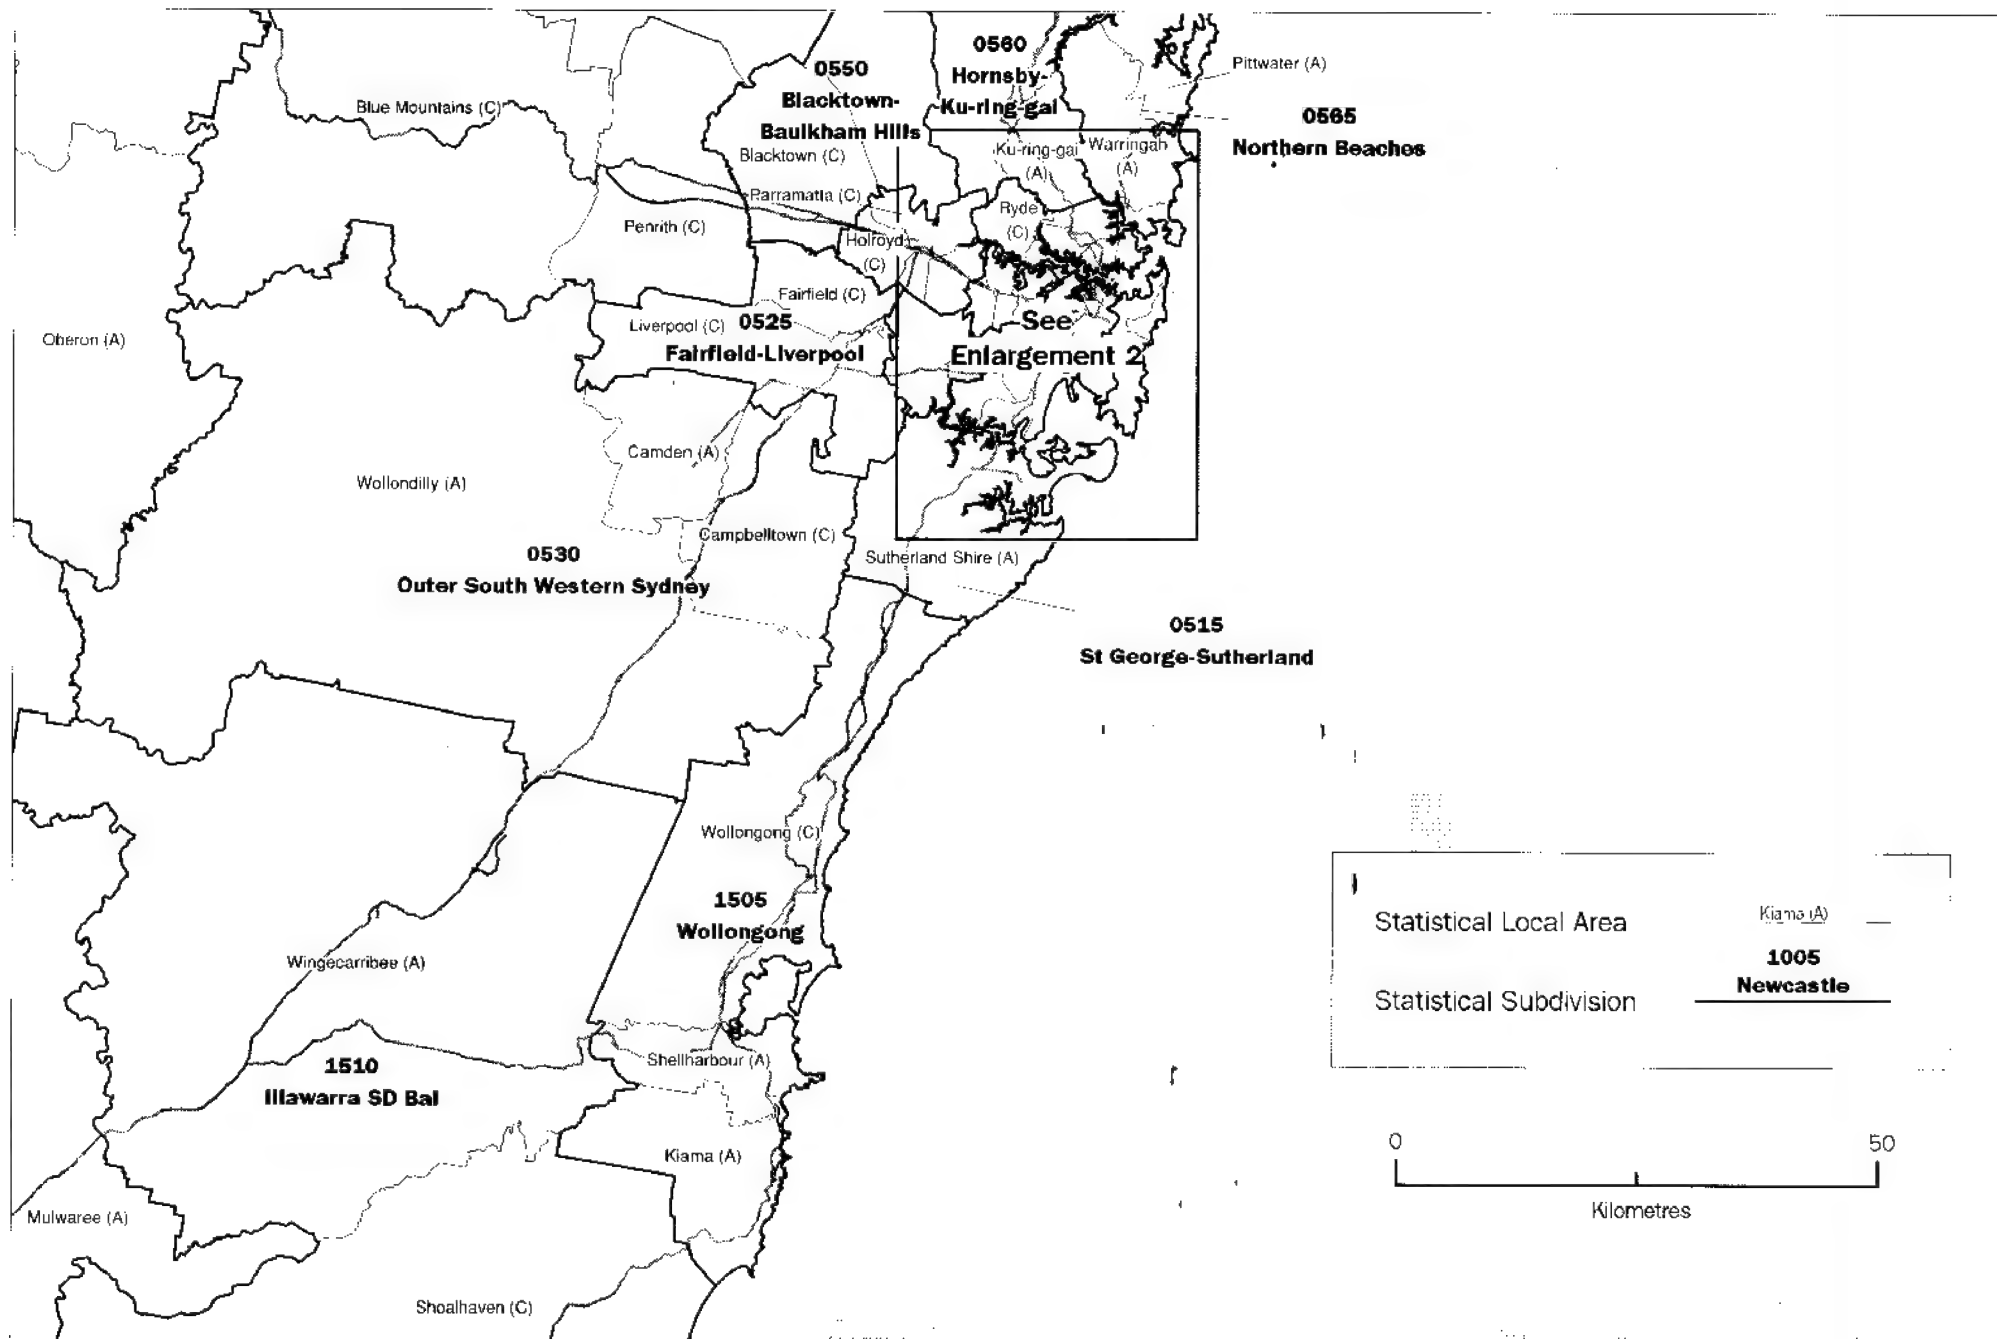 0560
Hornsby-
Ku-ring-gai
Pittwater (A)
0550
Blacktown-
Baulkham Hills
Blue Mountains (C)
0565
Northern Beaches
Blacktown (C)
Ku-ring-gai
(A)
Warringah
(A)
Parramatta (C)
Ryde
(C)
Penrith (C)
Holroyd
(C)
Fairfield (C)
Liverpool (C)
0525
Fairfield-Liverpool
See
Enlargement 2
Oberon (A)
Camden (A)
Wollondilly (A)
Campbelltown (C)
0530
Outer South Western Sydney
Sutherland Shire (A)
0515
St George-Sutherland
Wollongong (C)
1505
Wollongong
Wingecarribee (A)
Statistical Local Area
Kiama (A)
1005
Newcastle
Statistical Subdivision
Shellharbour (A)
1510
Illawarra SD Bal
Kiama (A)
0
50
Kilometres
Mulwaree (A)
Shoalhaven (C)